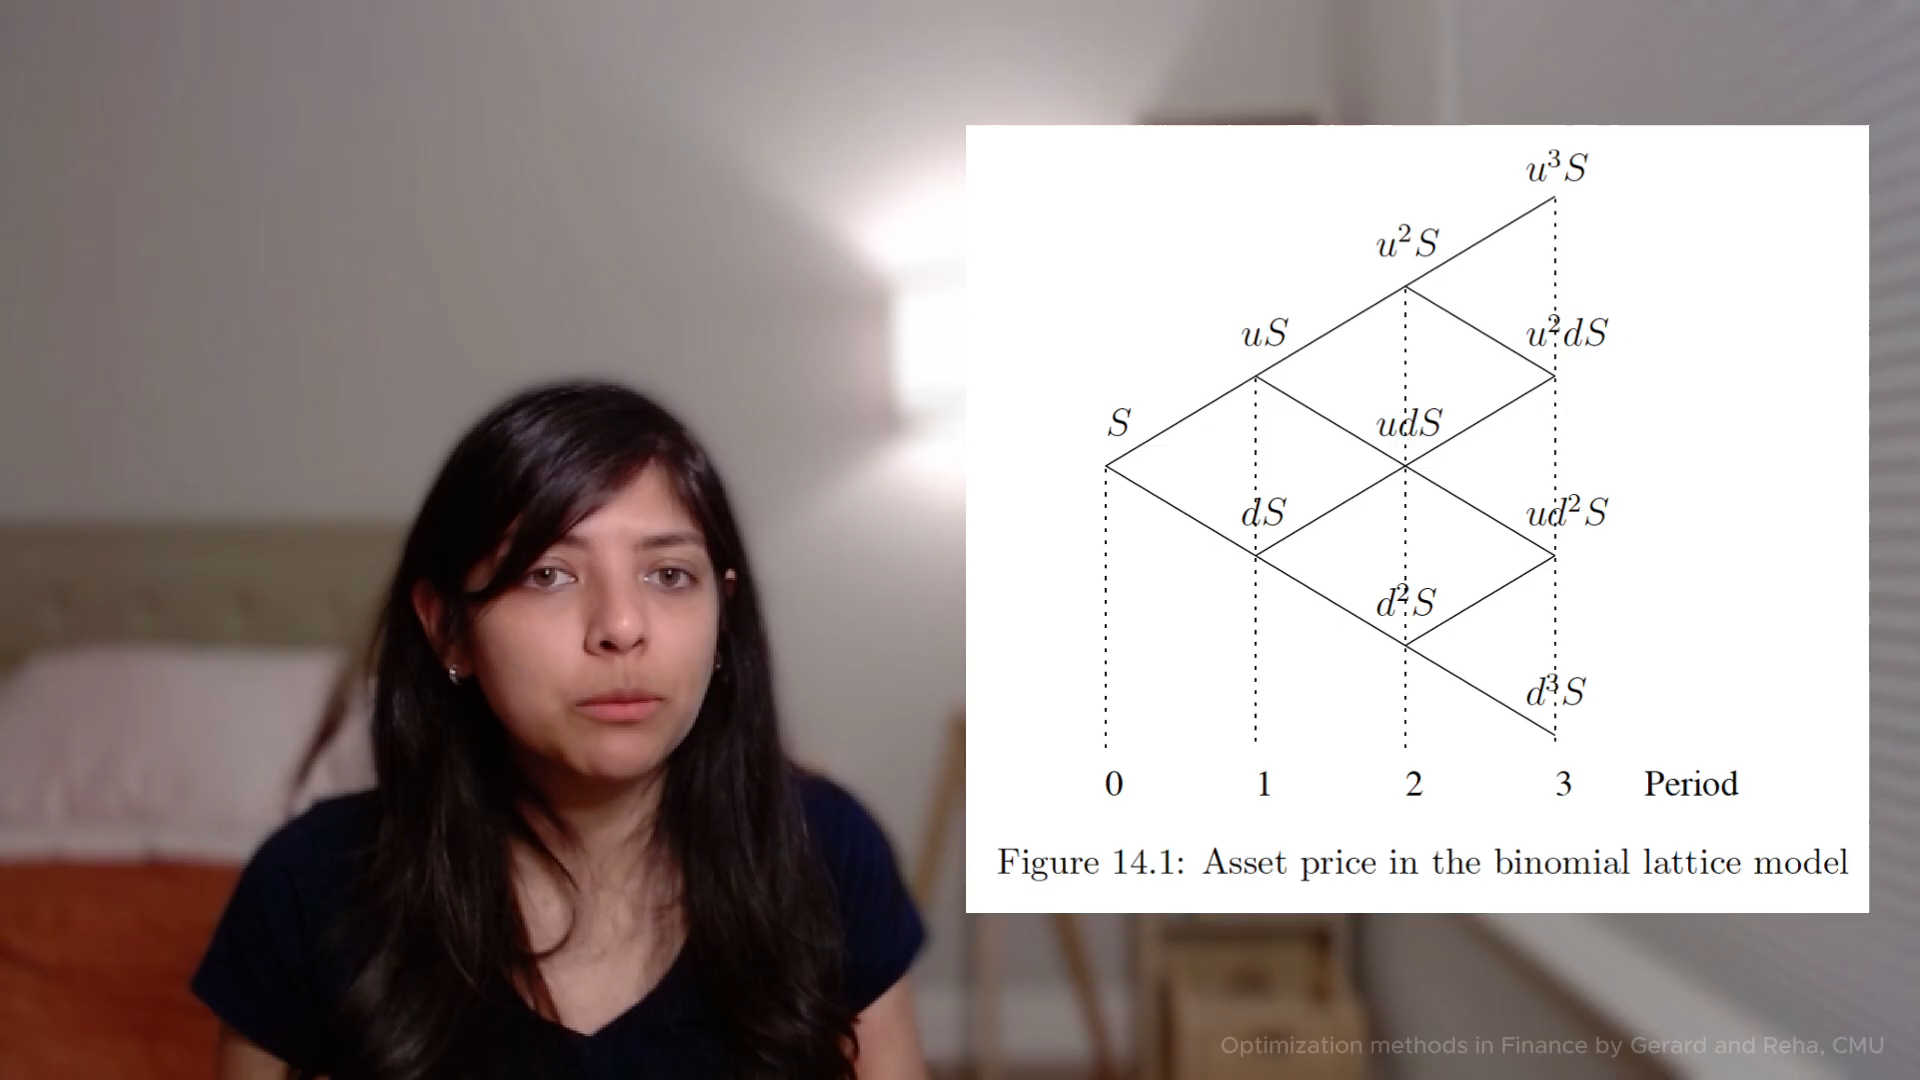 u³S
u²S
uS
u²dS
S
udS
dS
ud²S
d²S
d³S
0 1 2 3 Period
Figure 14.1: Asset price in the binomial lattice model
Optimization methods in Finance by Gerard and Reha, CMU